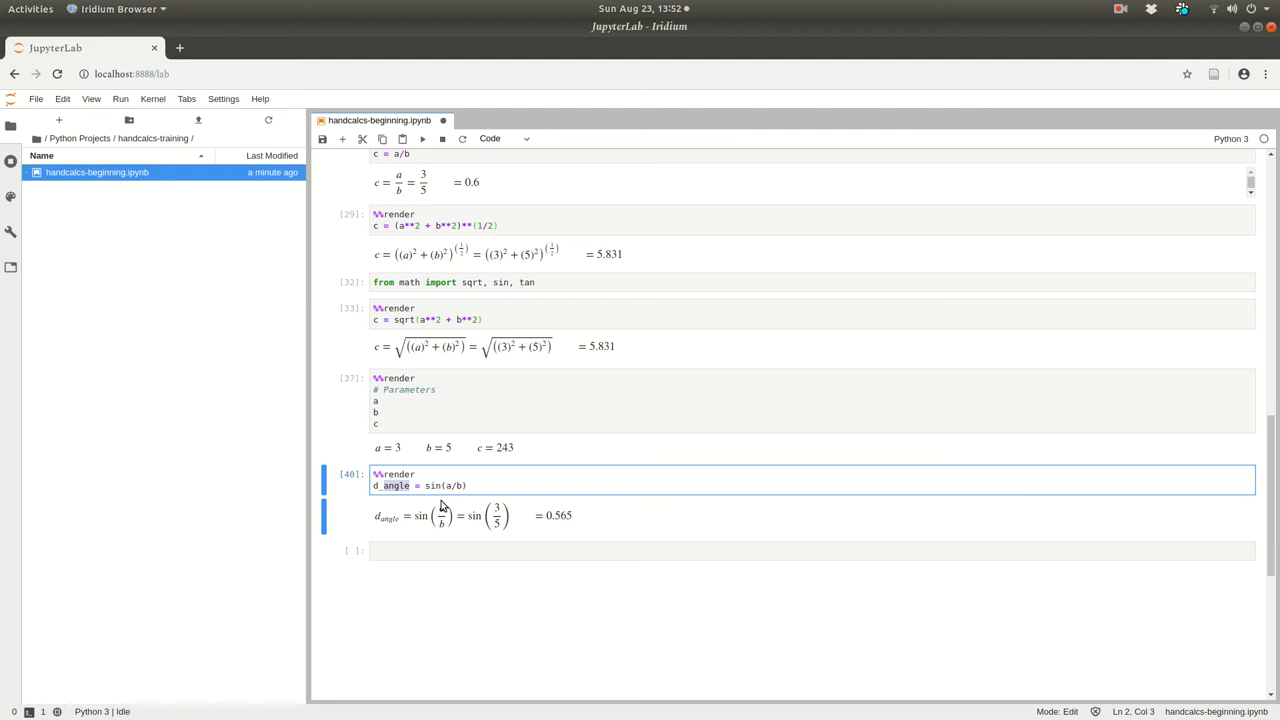 Activities
Iridium Browser
Sun Aug 23, 13:52
JupyterLab - Iridium
JupyterLab
localhost:8888/lab
File Edit View Run Kernel Tabs Settings Help
/ Python Projects / handcalcs-training /
Name Last Modified
handcalcs-beginning.ipynb a minute ago
handcalcs-beginning.ipynb
Code
Python 3
c = a/b
c = a/b = 3/5 = 0.6
[29]: %%render
c = (a**2 + b**2)**(1/2)
c = ((a)² + (b)²)^(1/2) = ((3)² + (5)²)^(1/2) = 5.831
[32]: from math import sqrt, sin, tan
[33]: %%render
c = sqrt(a**2 + b**2)
c = √((a)² + (b)²) = √((3)² + (5)²) = 5.831
[37]: %%render
# Parameters
a
b
c
a = 3 b = 5 c = 243
[40]: %%render
d_angle = sin(a/b)
d_angle = sin(/b) = sin(3/5) = 0.565
[ ]:
0 1 Python 3 | Idle
Mode: Edit Ln 2, Col 3 handcalcs-beginning.ipynb